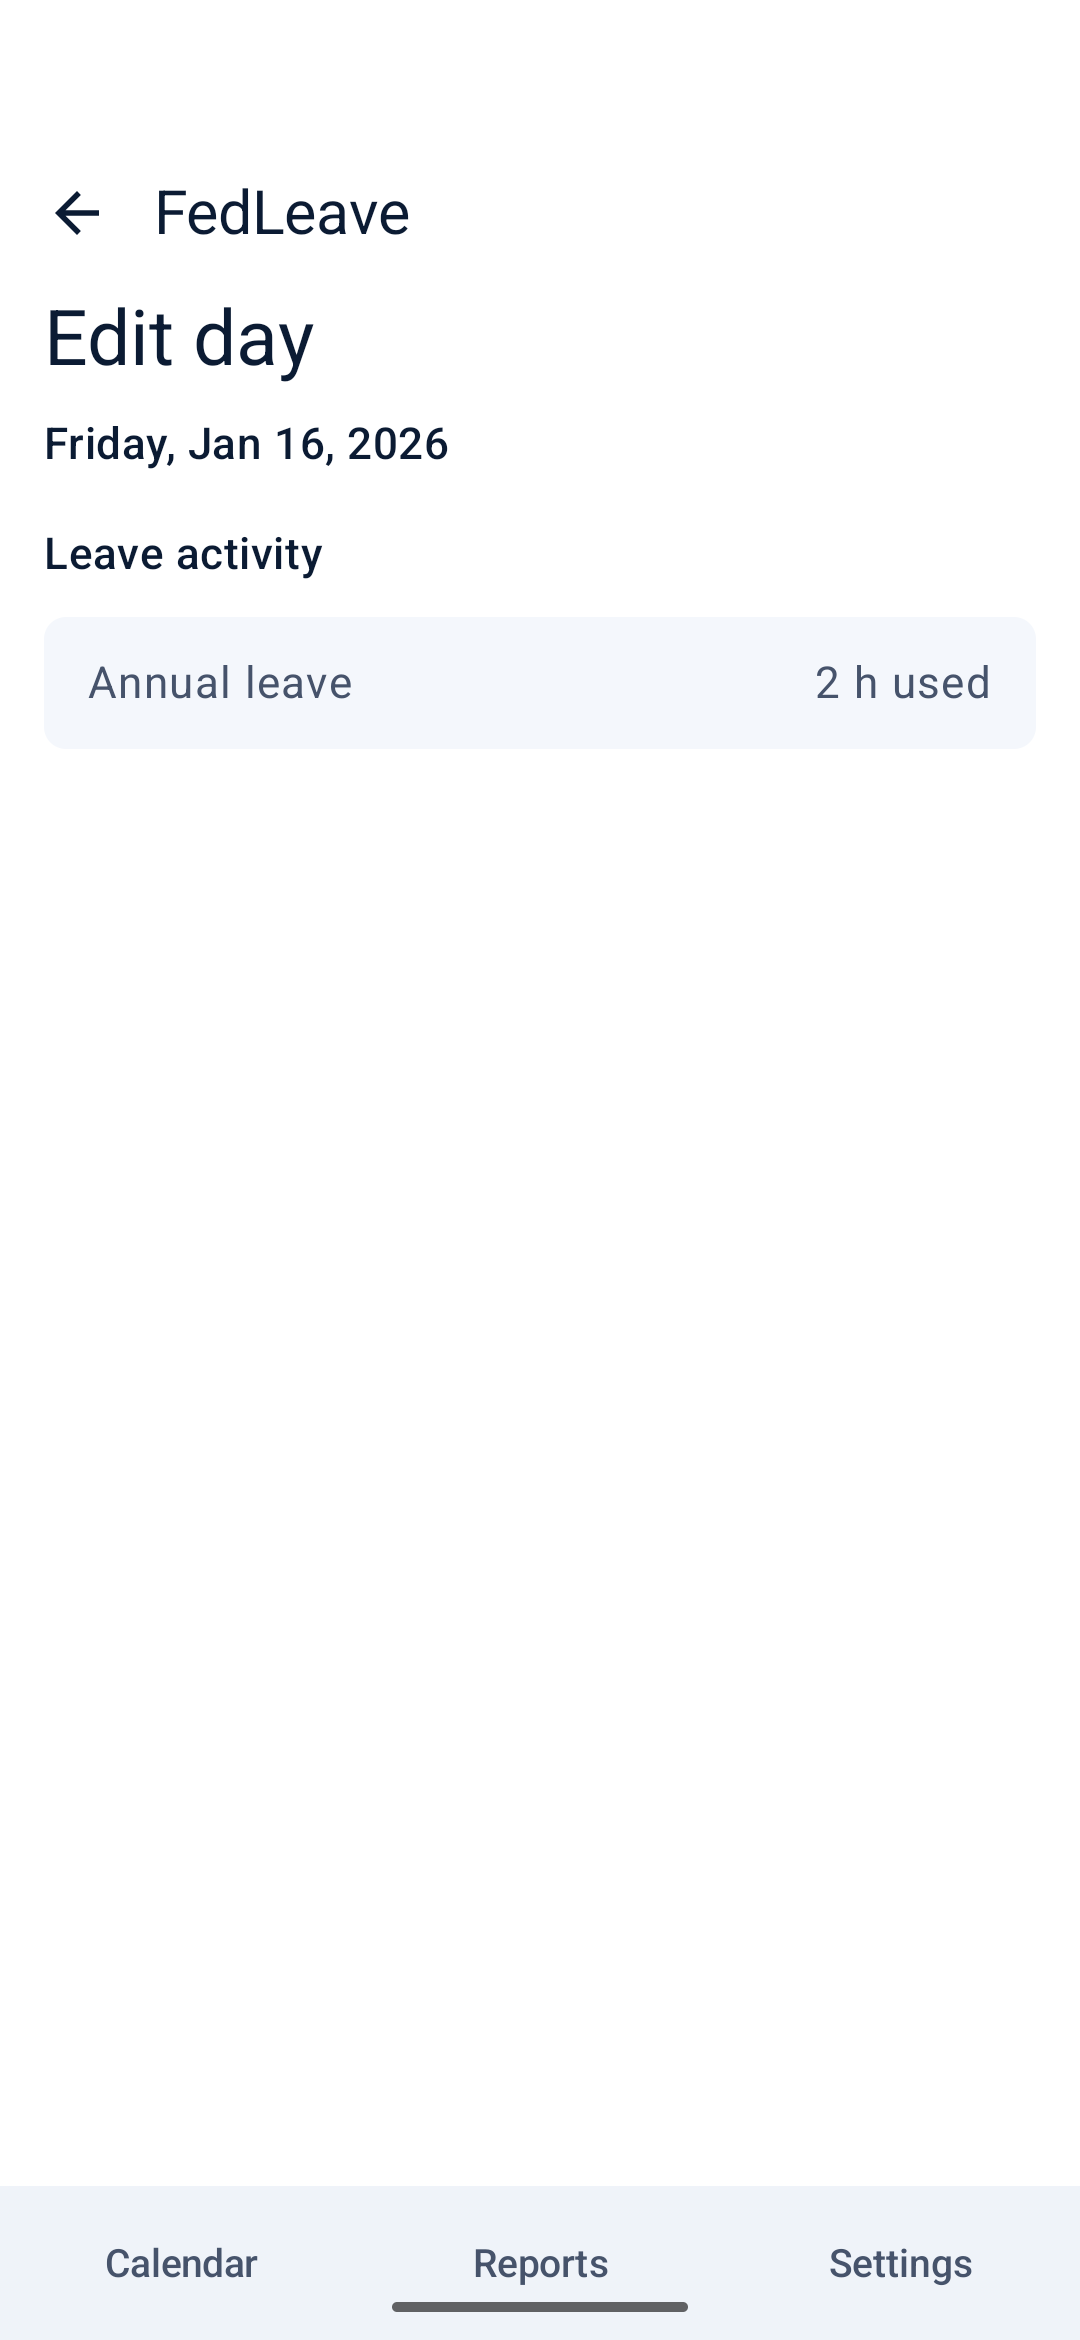 FedLeave
Edit day
Friday, Jan 16, 2026
Leave activity
Annual leave 2 h used
Calendar Reports Settings